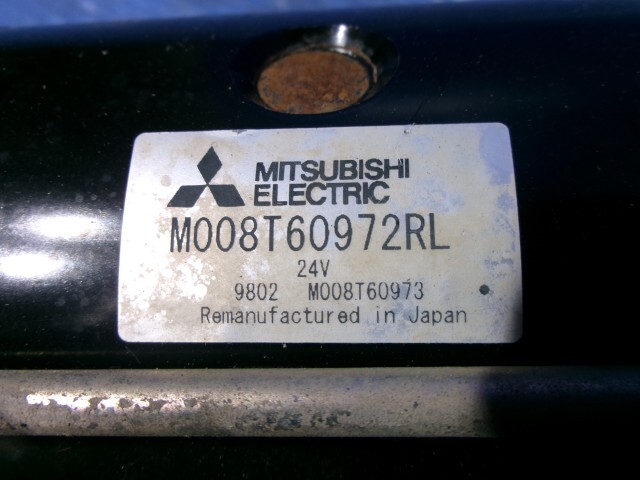 MITSUBISHI
ELECTRIC
M008T60972RL
24V
9802 M008T60973
Remanufactured in Japan